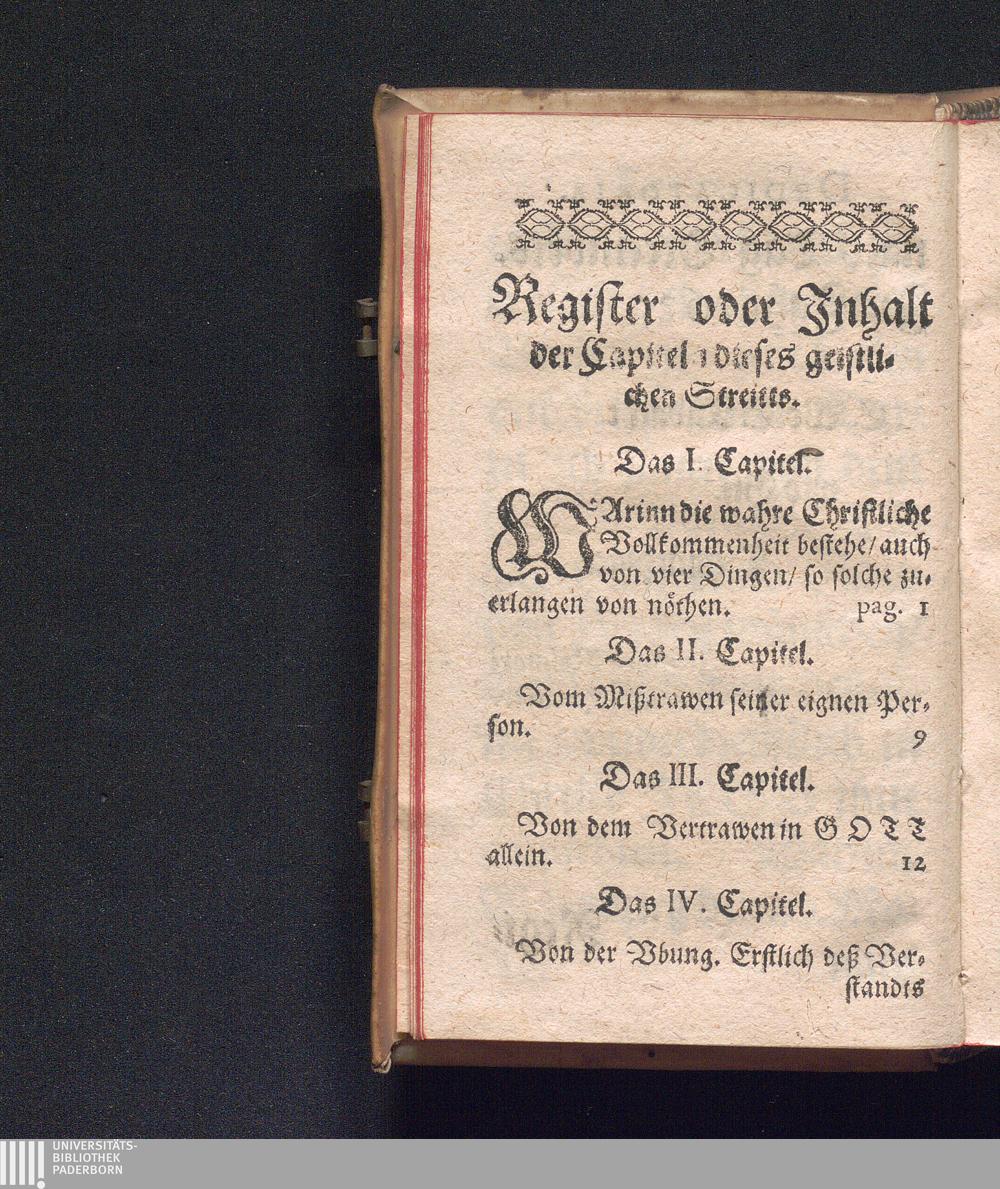 Register oder Inhalt
der Capiteln dieses geistli-
chen Streitts.
Das I. Capitel.
WArinn die wahre Christliche
Vollkommenheit bestehe/ auch
von vier Dingen/ so solche zu-
erlangen von nöthen. pag. 1
Das II. Capitel.
Vom Mißtrawen seiner eignen Per-
son. 9
Das III. Capitel.
Von dem Vertrawen in GOTT
allein. 12
Das IV. Capitel.
Von der Vbung. Erstlich deß Ver-
standts
UNIVERSITÄTS-
BIBLIOTHEK
PADERBORN